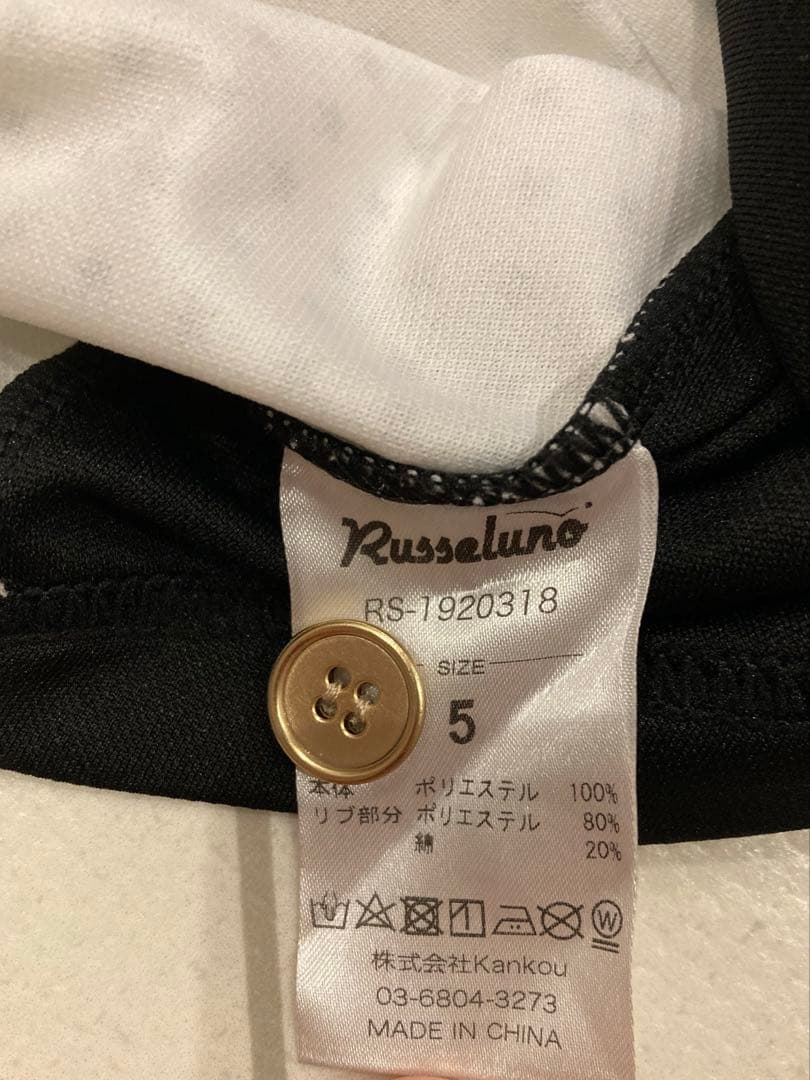 Russeluno
RS-1920318
SIZE
5
本体 ポリエステル 100%
リブ部分 ポリエステル 80%
綿 20%
W
株式会社Kankou
03-6804-3273
MADE IN CHINA